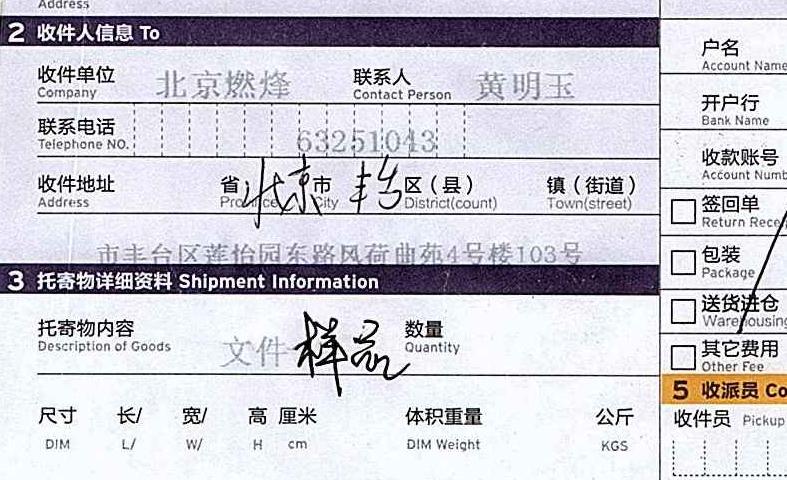 Address
2 收件人信息 To
收件单位 北京燃烽 联系人 黄明玉
Company Contact Person
联系电话 63251043
Telephone NO.
收件地址 省 北京 市 丰台 区（县） 镇（街道）
Address Province City District(count) Town(street)
市丰台区莲怡园东路风荷曲苑4号楼103号
3 托寄物详细资料 Shipment Information
托寄物内容 文件 样品 数量
Description of Goods Quantity
尺寸 长/ 宽/ 高 厘米 体积重量 公斤
DIM L/ W/ H cm DIM Weight KGS
户名
Account Name
开户行
Bank Name
收款账号
Account Numb
签回单
Return Rece
包装
Package
送货进仓
Warehousing
其它费用
Other Fee
5 收派员 Co
收件员 Pickup